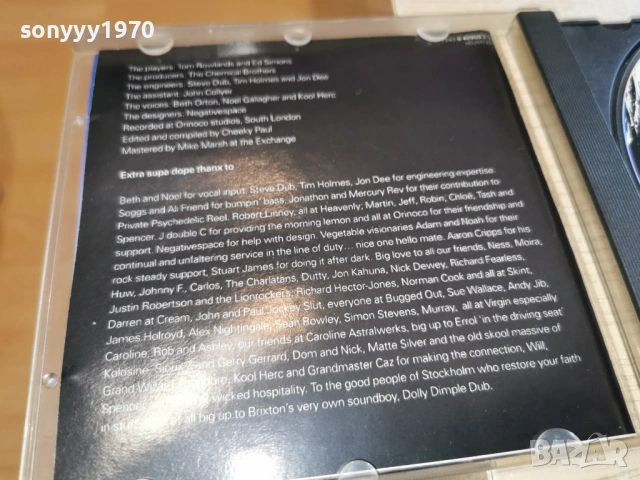 sonyyy1970
The players: Tom Rowlands and Ed Simons
The producers: The Chemical Brothers
The engineers: Steve Dub, Tim Holmes and Jon Dee
The assistant: John Collyer
The voices: Beth Orton, Noel Gallagher and Kool Herc
The designers: Negativespace
Recorded at Orinoco studios, South London
Edited and compiled by Cheeky Paul
Mastered by Mike Marsh at the Exchange
Extra supa dope thanx to
Beth and Noel for vocal input. Steve Dub, Tim Holmes, Jon Dee for engineering expertise.
Soggs and Ali Friend for bumpin' bass, Jonathon and Mercury Rev for their contribution to
Private Psychedelic Reel. Robert Linney, all at Heavenly; Martin, Jeff, Robin, Chloë, Tash and
Spencer. J double C for providing the morning lemon and all at Orinoco for their friendship and
support. Negativespace for help with design. Vegetable visionaries Adam and Noah for their
continual and unfaltering service in the line of duty... nice one hello mate. Aaron Cripps for his
rock steady support, Stuart James for doing it after dark. Big love to all our friends, Ness, Moira,
Huw, Johnny F., Carlos, The Charlatans, Dutty, Jon Kahuna, Nick Dewey, Richard Fearless,
Justin Robertson and the Lionrockers, Richard Hector-Jones, Norman Cook and all at Skint,
Darren at Cream, John and Paul Jockey Slut, everyone at Bugged Out, Sue Wallace, Andy Jib,
James Holroyd, Alex Nightingale, Sean Rowley, Simon Stevens, Murray, all at Virgin especially
Caroline, Rob and Ashley, our friends at Caroline Astralwerks, big up to Errol 'in the driving seat'
Kolosine, Sioux Z and Gerry Gerrard, Dom and Nick, Matte Silver and the old skool massive of
Grand Wizard Kool Herc and Grandmaster Caz for making the connection, Will,
Spencer wicked hospitality. To the good people of Stockholm who restore your faith
in all big up to Brixton's very own soundboy, Dolly Dimple Dub.
BAZAR